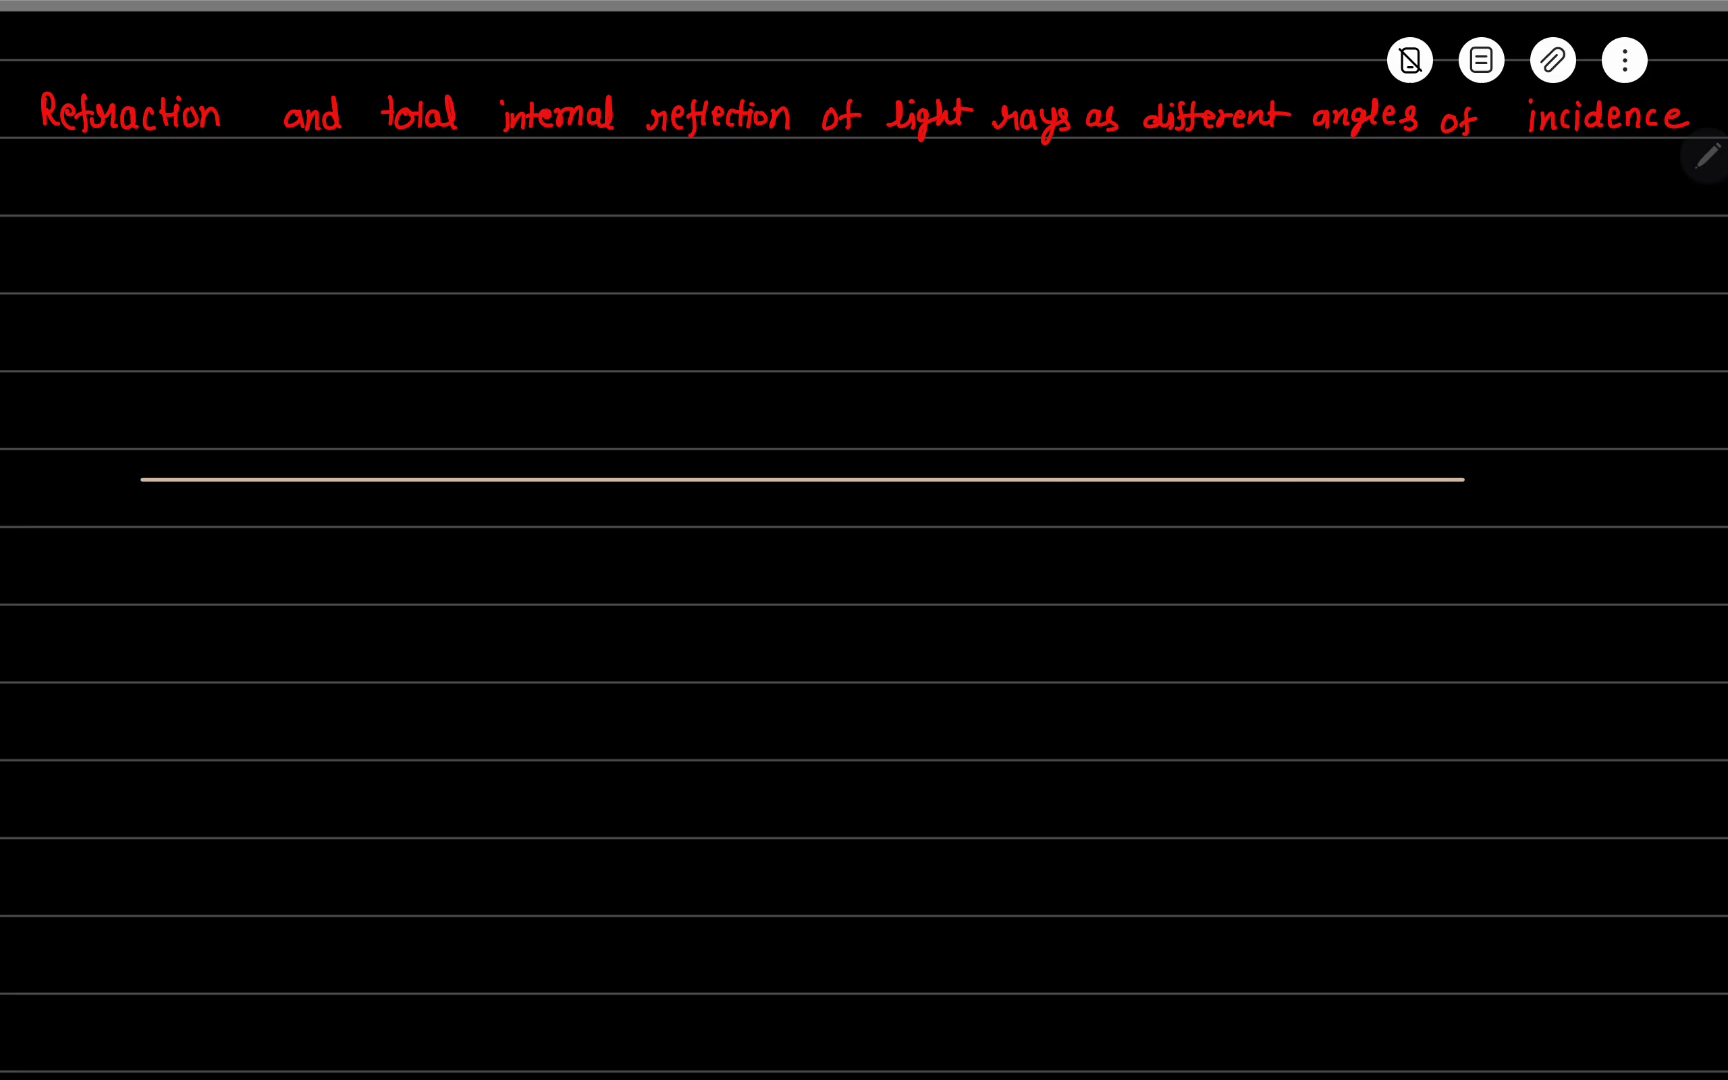 Refraction and total internal reflection of light rays as different angles of incidence